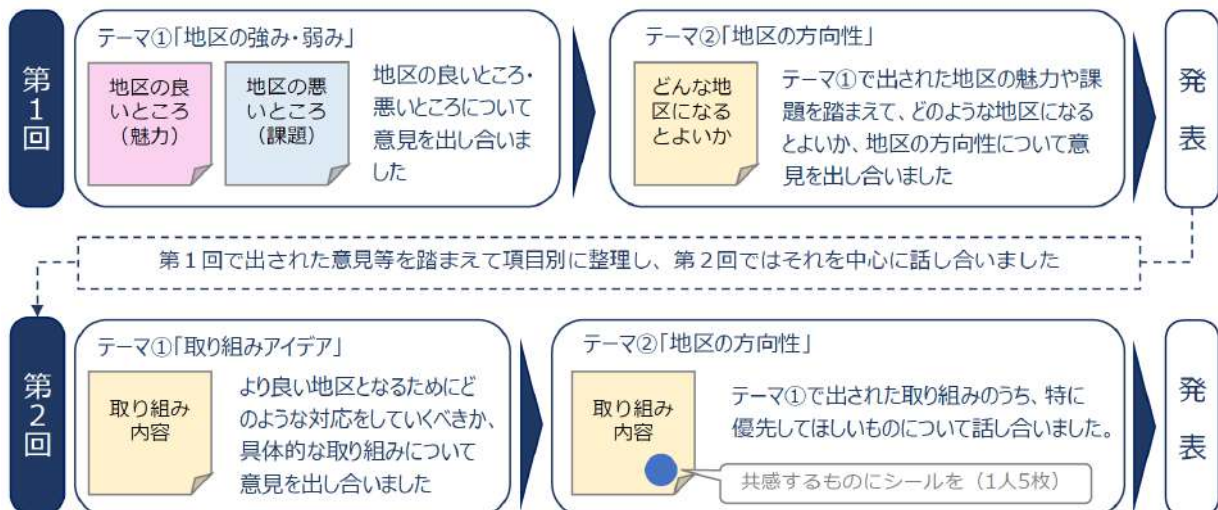 第1回
テーマ①「地区の強み・弱み」
地区の良
いところ
（魅力）
地区の悪
いところ
（課題）
地区の良いところ・
悪いところについて
意見を出し合いま
した
テーマ②「地区の方向性」
どんな地
区になる
とよいか
テーマ①で出された地区の魅力や課
題を踏まえて、どのような地区になる
とよいか、地区の方向性について意
見を出し合いました
発表
第１回で出された意見等を踏まえて項目別に整理し、第２回ではそれを中心に話し合いました
第2回
テーマ①「取り組みアイデア」
取り組み
内容
より良い地区となるためにど
のような対応をしていくべきか、
具体的な取り組みについて
意見を出し合いました
テーマ②「地区の方向性」
取り組み
内容
テーマ①で出された取り組みのうち、特に
優先してほしいものについて話し合いました。
共感するものにシールを（1人5枚）
発表